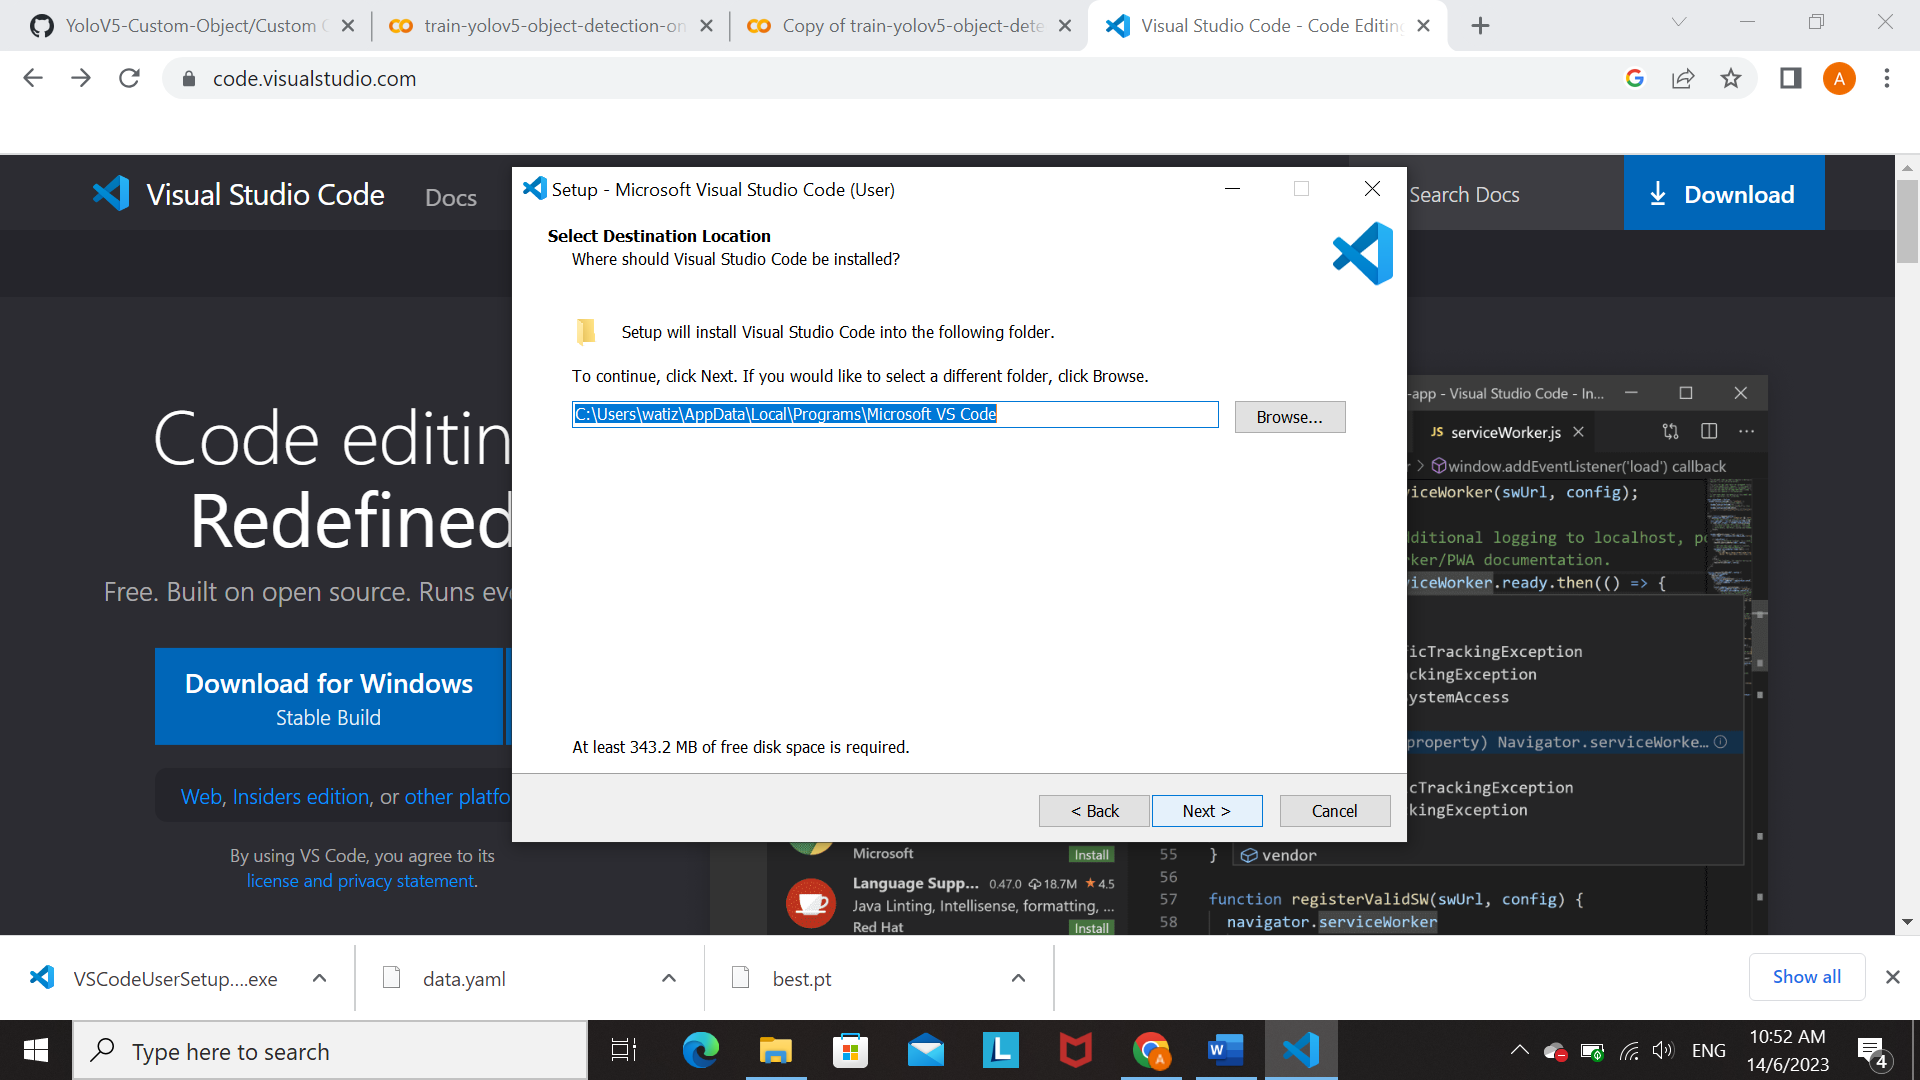 YoloV5-Custom-Object/Custom
train-yolov5-object-detection-on
Copy of train-yolov5-object-dete
Visual Studio Code - Code Editing
code.visualstudio.com
A
Visual Studio Code
Docs
Search Docs
Download
Setup - Microsoft Visual Studio Code (User)
Select Destination Location
Where should Visual Studio Code be installed?
Setup will install Visual Studio Code into the following folder.
To continue, click Next. If you would like to select a different folder, click Browse.
C:\Users\watiz\AppData\Local\Programs\Microsoft VS Code
Browse...
At least 343.2 MB of free disk space is required.
< Back
Next >
Cancel
Code editin
Redefined
Free. Built on open source. Runs eve
Download for Windows
Stable Build
Web, Insiders edition, or other platfo
By using VS Code, you agree to its
license and privacy statement.
-app - Visual Studio Code - In...
JS serviceWorker.js
window.addEventListener('load') callback
viceWorker(swUrl, config);
dditional logging to localhost, po
ker/PWA documentation.
viceWorker.ready.then(() => {
icTrackingException
ckingException
ystemAccess
property) Navigator.serviceWorke...
cTrackingException
kingException
Microsoft
Install
55 }
vendor
56
Language Supp... 0.47.0 18.7M 4.5
Java Linting, Intellisense, formatting, ...
Red Hat
Install
57 function registerValidSW(swUrl, config) {
58 navigator.serviceWorker
VSCodeUserSetup....exe
data.yaml
best.pt
Show all
Type here to search
L
W
A
ENG
10:52 AM
14/6/2023
4